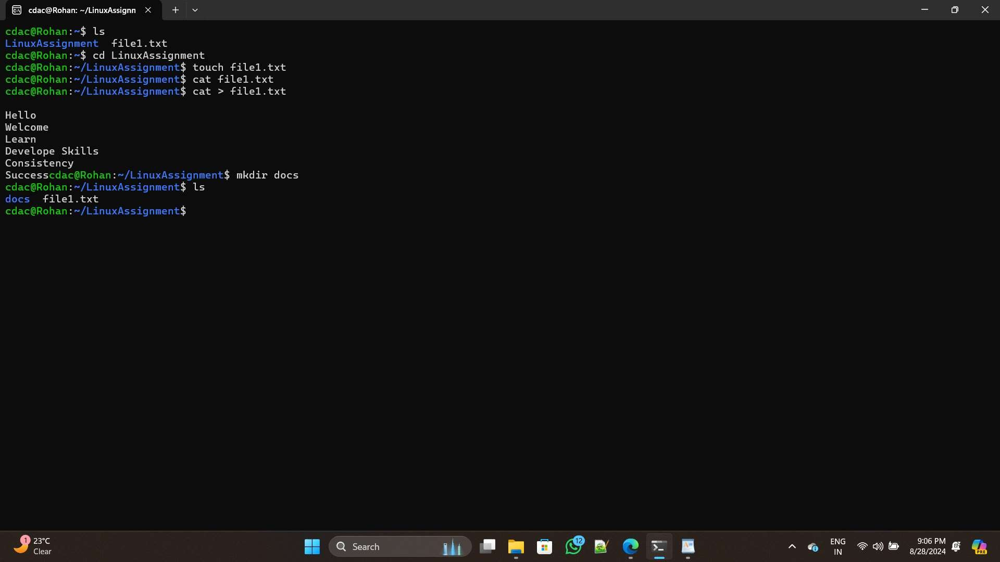 cdac@Rohan: ~/LinuxAssignn
cdac@Rohan:~$ ls
LinuxAssignment  file1.txt
cdac@Rohan:~$ cd LinuxAssignment
cdac@Rohan:~/LinuxAssignment$ touch file1.txt
cdac@Rohan:~/LinuxAssignment$ cat file1.txt
cdac@Rohan:~/LinuxAssignment$ cat > file1.txt
Hello
Welcome
Learn
Develope Skills
Consistency
Successcdac@Rohan:~/LinuxAssignment$ mkdir docs
cdac@Rohan:~/LinuxAssignment$ ls
docs  file1.txt
cdac@Rohan:~/LinuxAssignment$
1
23°C
Clear
Search
12
ENG
IN
9:06 PM
8/28/2024
PRE